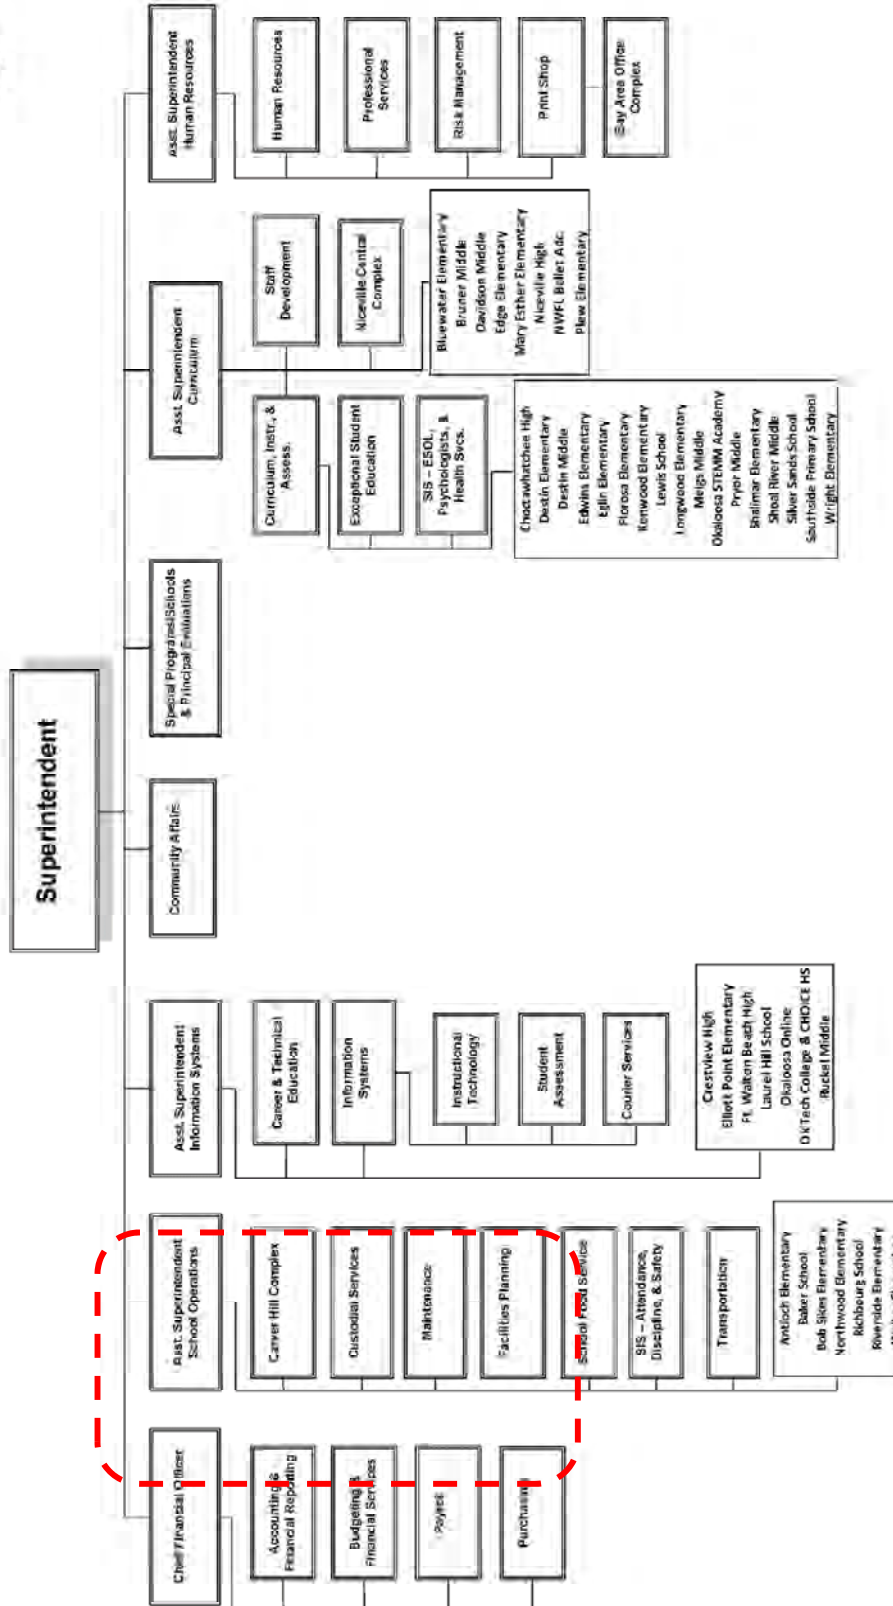 Superintendent
Chief Financial Officer
Accounting &
Financial Reporting
Budgeting &
Financial Services
Payroll
Purchasing
Asst. Superintendent
School Operations
Carver Hill Complex
Custodial Services
Maintenance
Facilities Planning
School Food Service
SIS – Attendance,
Discipline, & Safety
Transportation
Antioch Elementary
Baker School
Bob Sikes Elementary
Northwood Elementary
Richbourg School
Riverside Elementary
Asst. Superintendent
Information Systems
Career & Technical
Education
Information
Systems
Instructional
Technology
Student
Assessment
Courier Services
Crestview High
Elliott Point Elementary
Ft. Walton Beach High
Laurel Hill School
Okaloosa Online
OKTech College & CHOICE HS
Ruckel Middle
Community Affairs
Special Programs/Schools
& Principal Evaluations
Asst. Superintendent
Curriculum
Curriculum, Instr., &
Assess.
Exceptional Student
Education
SIS – ESOL,
Psychologists, &
Health Svcs.
Choctawhatchee High
Destin Elementary
Destin Middle
Edwins Elementary
Eglin Elementary
Florosa Elementary
Kenwood Elementary
Lewis School
Longwood Elementary
Meigs Middle
Okaloosa STEMM Academy
Pryor Middle
Shalimar Elementary
Shoal River Middle
Silver Sands School
Southside Primary School
Wright Elementary
Staff
Development
Niceville Central
Complex
Bluewater Elementary
Bruner Middle
Davidson Middle
Edge Elementary
Mary Esther Elementary
Niceville High
NWFL Ballet Adc.
Plew Elementary
Asst. Superintendent
Human Resources
Human Resources
Professional
Services
Risk Management
Print Shop
Bay Area Office
Complex